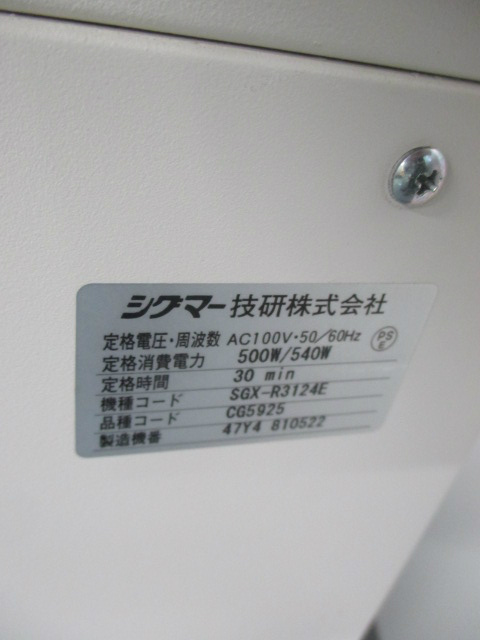 シグマー技研株式会社
定格電圧・周波数 AC100V・50/60Hz PS E
定格消費電力 500W/540W
定格時間 30 min
機種コード SGX-R3124E
品種コード CG5925
製造機番 47Y4 810522